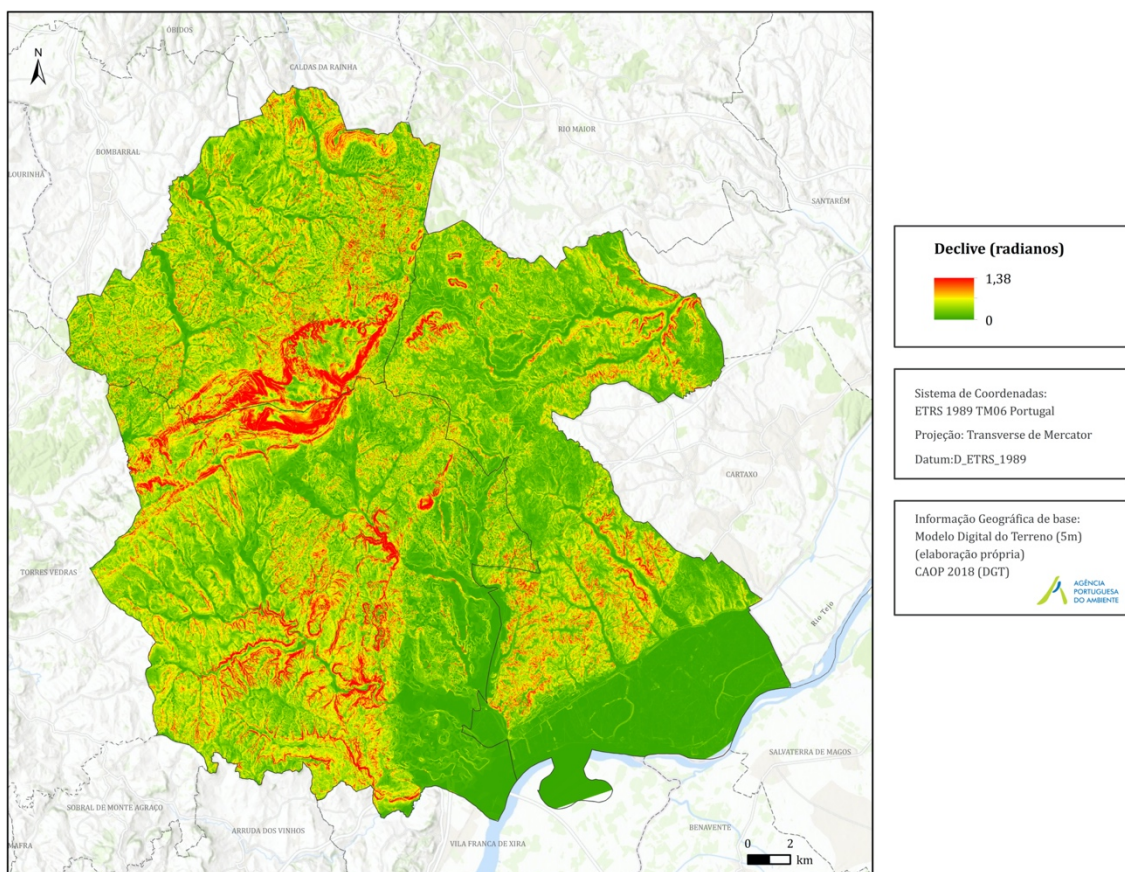 N
ÓBIDOS
CALDAS DA RAINHA
RIO MAIOR
BOMBARRAL
LOURINHÃ
SANTARÉM
CARTAXO
TORRES VEDRAS
Rio Tejo
SALVATERRA DE MAGOS
SOBRAL DE MONTE AGRAÇO
ARRUDA DOS VINHOS
BENAVENTE
MAFRA
VILA FRANCA DE XIRA
0 2
km
Declive (radianos)
1,38
0
Sistema de Coordenadas:
ETRS 1989 TM06 Portugal
Projeção: Transverse de Mercator
Datum:D_ETRS_1989
Informação Geográfica de base:
Modelo Digital do Terreno (5m)
(elaboração própria)
CAOP 2018 (DGT)
AGÊNCIA
PORTUGUESA
DO AMBIENTE